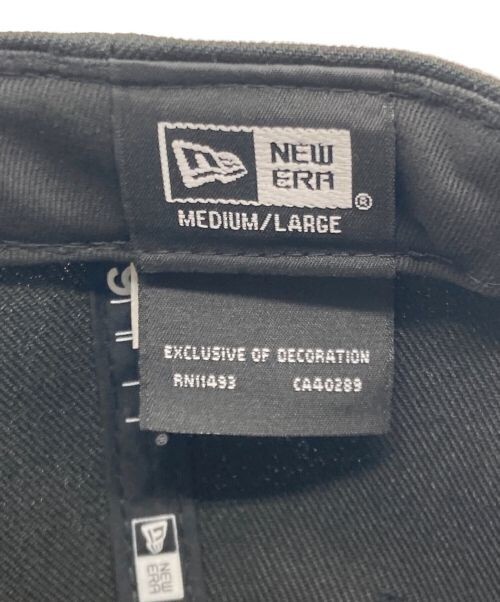 NEW
ERA
®
MEDIUM/LARGE
EXCLUSIVE OF DECORATION
RN11493 CA40289
®
NEW
ERA